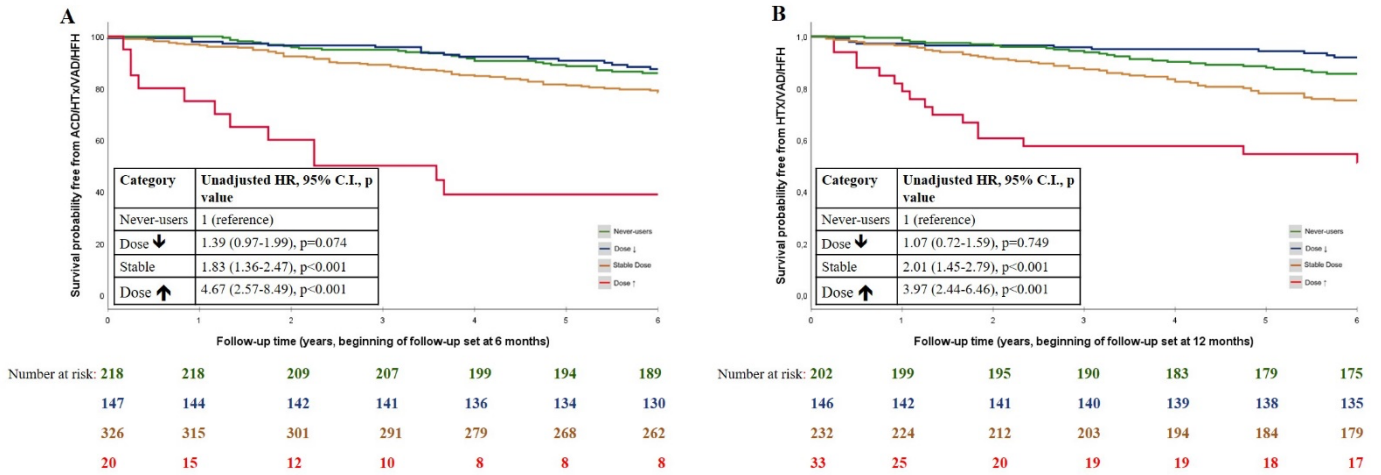 A
Survival probability free from ACD/HTx/VAD/HFH
100
80
60
40
20
0
Category Unadjusted HR, 95% C.I., p value
Never-users 1 (reference)
Dose 🡻 1.39 (0.97-1.99), p=0.074
Stable 1.83 (1.36-2.47), p<0.001
Dose 🡹 4.67 (2.57-8.49), p<0.001
Never-users
Dose ↓
Stable Dose
Dose ↑
0 1 2 3 4 5 6
Follow-up time (years, beginning of follow-up set at 6 months)
Number at risk: 218 218 209 207 199 194 189
147 144 142 141 136 134 130
326 315 301 291 279 268 262
20 15 12 10 8 8 8
B
Survival probability free from HTX/VAD/HFH
1,0
0,8
0,6
0,4
0,2
0,0
Category Unadjusted HR, 95% C.I., p value
Never-users 1 (reference)
Dose 🡻 1.07 (0.72-1.59), p=0.749
Stable 2.01 (1.45-2.79), p<0.001
Dose 🡹 3.97 (2.44-6.46), p<0.001
Never-users
Dose ↓
Stable Dose
Dose ↑
0 1 2 3 4 5 6
Follow-up time (years, beginning of follow-up set at 12 months)
Number at risk: 202 199 195 190 183 179 175
146 142 141 140 139 138 135
232 224 212 203 194 184 179
33 25 20 19 19 18 17